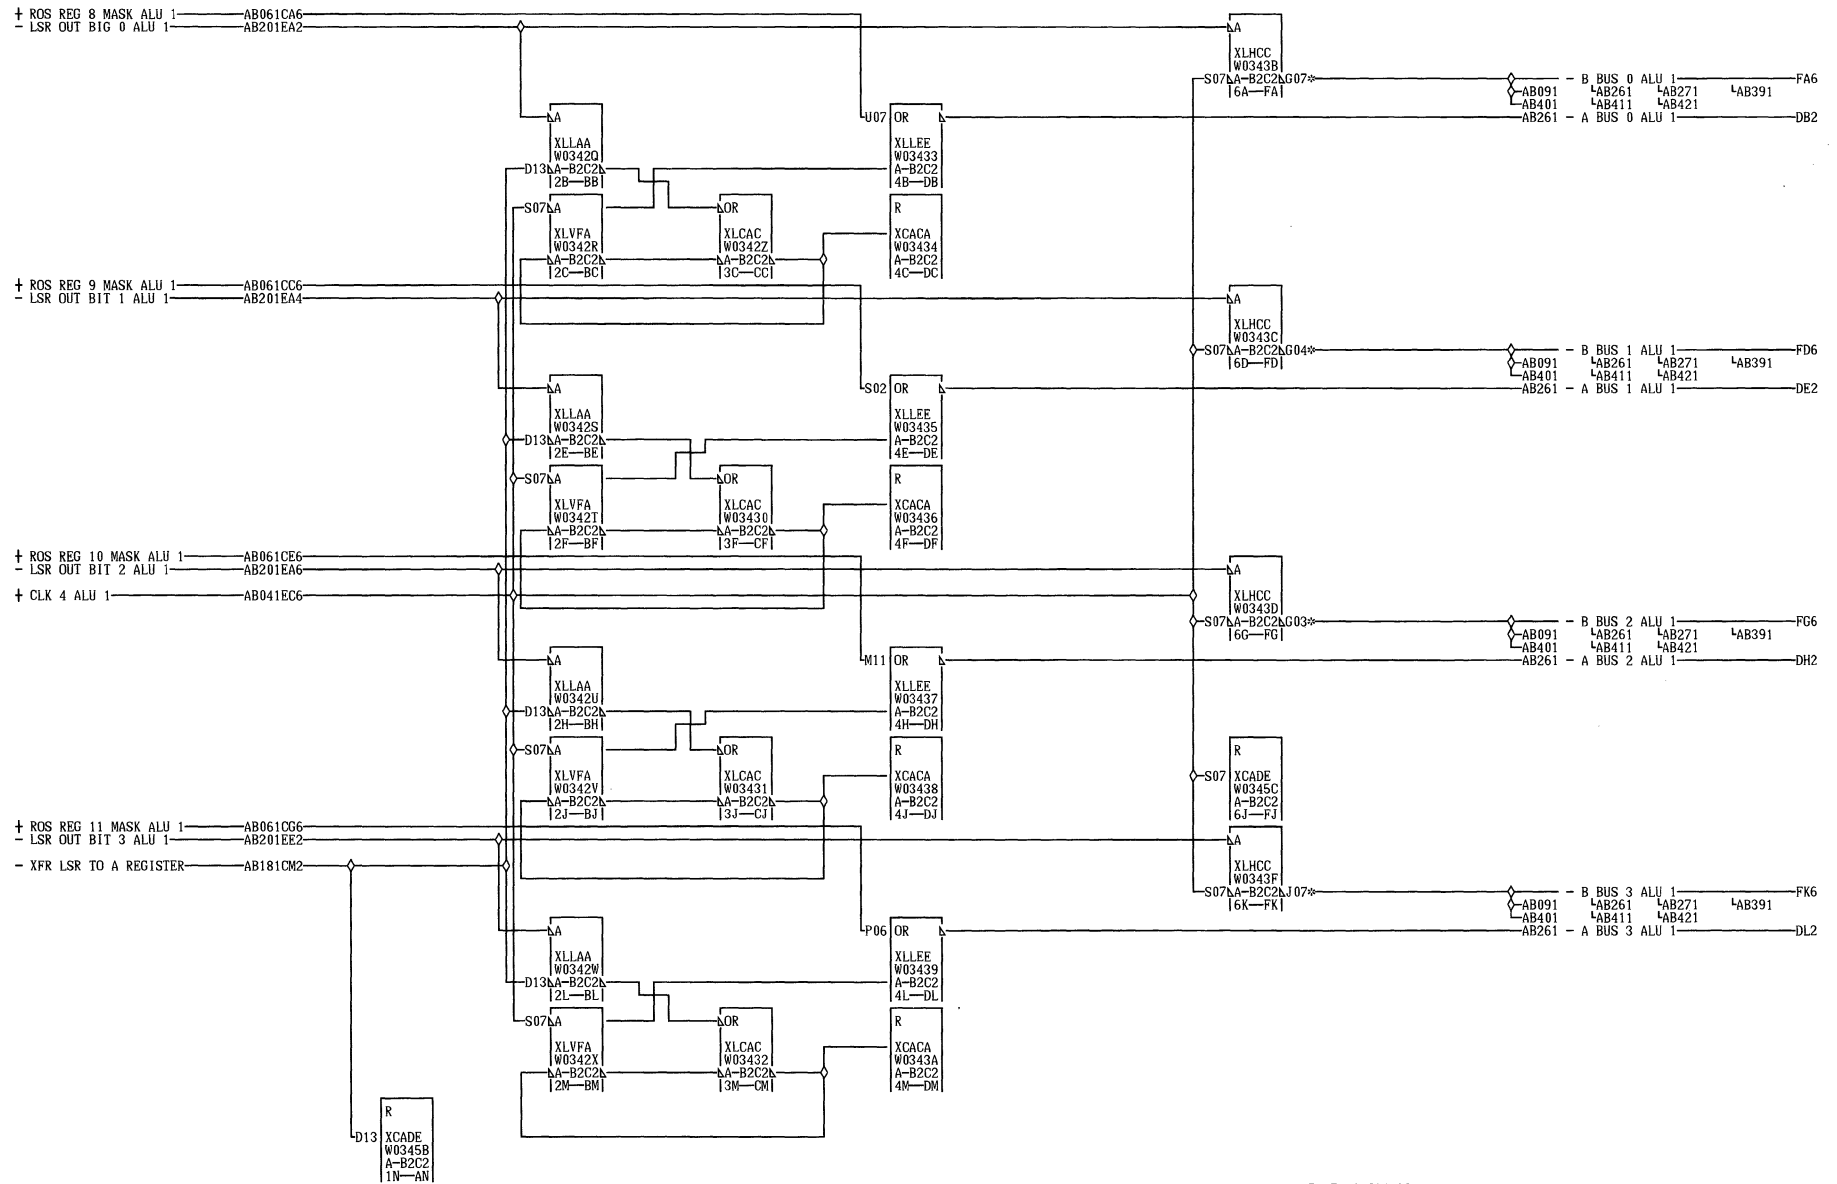 + ROS REG 8 MASK ALU 1 AB061CA6
- LSR OUT BIG 0 ALU 1 AB201EA2
A
XLHCC
W0343B
S07 A-B2C2 G07* - B BUS 0 ALU 1 FA6
6A-FA AB091 AB261 AB271 AB391
AB401 AB411 AB421
A U07 OR AB261 - A BUS 0 ALU 1 DB2
XLLAA XLLEE
W0342Q W03433
D13 A-B2C2 A-B2C2
2B-BB 4B-DB
S07 A OR R
XLVFA XLCAC XCACA
W0342R W0342Z W03434
A-B2C2 A-B2C2 A-B2C2
2C-BC 3C-CC 4C-DC
+ ROS REG 9 MASK ALU 1 AB061CC6
- LSR OUT BIT 1 ALU 1 AB201EA4
A
XLHCC
W0343C
S07 A-B2C2 G04* - B BUS 1 ALU 1 FD6
6D-FD AB091 AB261 AB271 AB391
AB401 AB411 AB421
A S02 OR AB261 - A BUS 1 ALU 1 DE2
XLLAA XLLEE
W0342S W03435
D13 A-B2C2 A-B2C2
2E-BE 4E-DE
S07 A OR R
XLVFA XLCAC XCACA
W0342T W03430 W03436
A-B2C2 A-B2C2 A-B2C2
2F-BF 3F-CF 4F-DF
+ ROS REG 10 MASK ALU 1 AB061CE6
- LSR OUT BIT 2 ALU 1 AB201EA6
A
+ CLK 4 ALU 1 AB041EC6
XLHCC
W0343D
S07 A-B2C2 G03* - B BUS 2 ALU 1 FG6
6G-FG AB091 AB261 AB271 AB391
AB401 AB411 AB421
A M11 OR AB261 - A BUS 2 ALU 1 DH2
XLLAA XLLEE
W0342U W03437
D13 A-B2C2 A-B2C2
2H-BH 4H-DH
S07 A OR R R
XLVFA XLCAC XCACA S07 XCADE
W0342V W03431 W03438 W0345C
A-B2C2 A-B2C2 A-B2C2 A-B2C2
2J-BJ 3J-CJ 4J-DJ 6J-FJ
+ ROS REG 11 MASK ALU 1 AB061CG6
- LSR OUT BIT 3 ALU 1 AB201EE2
A
- XFR LSR TO A REGISTER AB181CM2
XLHCC
W0343F
S07 A-B2C2 J07* - B BUS 3 ALU 1 FK6
6K-FK AB091 AB261 AB271 AB391
AB401 AB411 AB421
A P06 OR AB261 - A BUS 3 ALU 1 DL2
XLLAA XLLEE
W0342W W03439
D13 A-B2C2 A-B2C2
2L-BL 4L-DL
S07 A OR R
XLVFA XLCAC XCACA
W0342X W03432 W0343A
A-B2C2 A-B2C2 A-B2C2
2M-BM 3M-CM 4M-DM
R
D13 XCADE
W0345B
A-B2C2
1N-AN